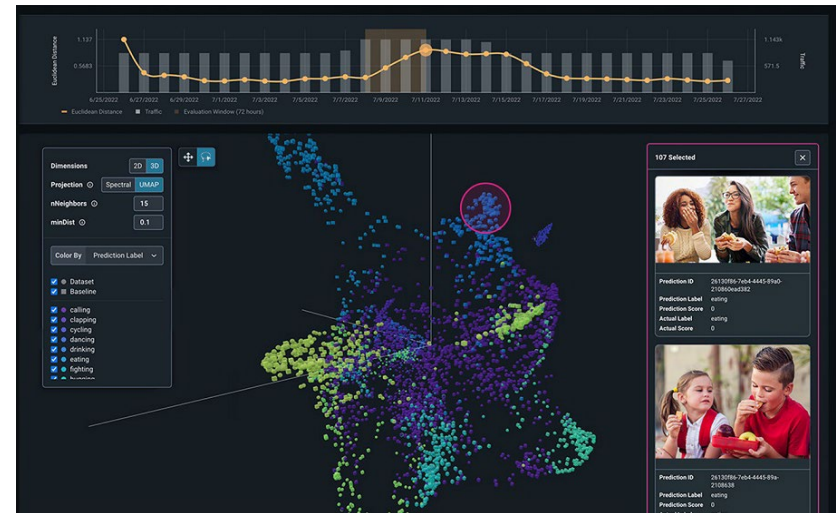 1.137
0.5683
Euclidean Distance
1.143k
571.5
Traffic
6/25/2022 6/27/2022 6/29/2022 7/1/2022 7/3/2022 7/5/2022 7/7/2022 7/9/2022 7/11/2022 7/13/2022 7/15/2022 7/17/2022 7/19/2022 7/21/2022 7/23/2022 7/25/2022 7/27/2022
Euclidean Distance Traffic Evaluation Window (72 hours)
Dimensions 2D 3D
Projection Spectral UMAP
nNeighbors 15
minDist 0.1
Color By Prediction Label
Dataset
Baseline
calling
clapping
cycling
dancing
drinking
eating
fighting
hugging
107 Selected
Prediction ID 26130f86-7eb4-4445-89a0-
210860ead382
Prediction Label eating
Prediction Score 0
Actual Label eating
Actual Score 0
Prediction ID 26130f86-7eb4-4445-89a-
2108638
Prediction Label eating
Prediction Score 0